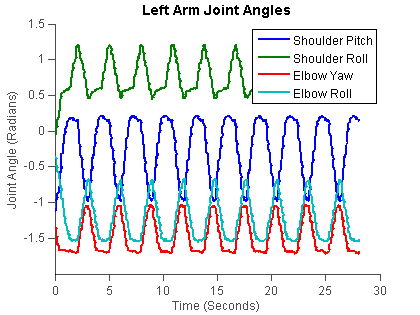 Left Arm Joint Angles
Shoulder Pitch
Shoulder Roll
Elbow Yaw
Elbow Roll
Joint Angle (Radians)
1.5
1
0.5
0
-0.5
-1
-1.5
0 5 10 15 20 25 30
Time (Seconds)